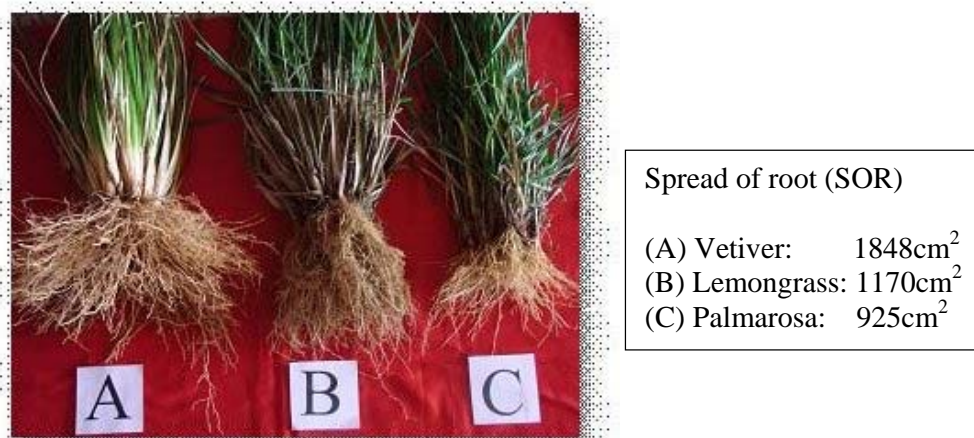 A
B
C
Spread of root (SOR)
(A) Vetiver: 1848cm²
(B) Lemongrass: 1170cm²
(C) Palmarosa: 925cm²